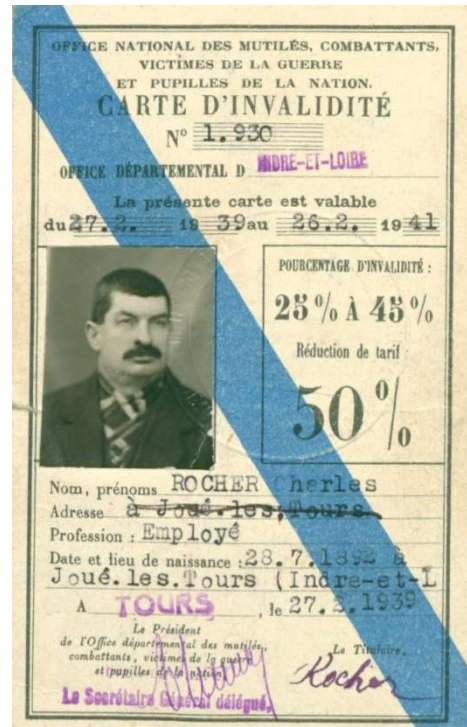 OFFICE NATIONAL DES MUTILÉS, COMBATTANTS,
VICTIMES DE LA GUERRE
ET PUPILLES DE LA NATION.
CARTE D'INVALIDITÉ
Nº 1.930
OFFICE DÉPARTEMENTAL D INDRE-ET-LOIRE
La présente carte est valable
du 27.2. 19 39 au 26.2. 19 41
POURCENTAGE D'INVALIDITÉ :
25 % À 45 %
Réduction de tarif
50 %
Nom, prénoms ROCHER Charles
Adresse à Joué.les.Tours
Profession : Employé
Date et lieu de naissance : 28.7.1892 à
Joué.les.Tours (Indre-et-L
A TOURS, le 27.2.1939
Le Président
de l'Office départemental des mutilés,
combattants, victimes de la guerre
et pupilles de la nation
Le Secrétaire Général délégué,
Le Titulaire,
Rocher